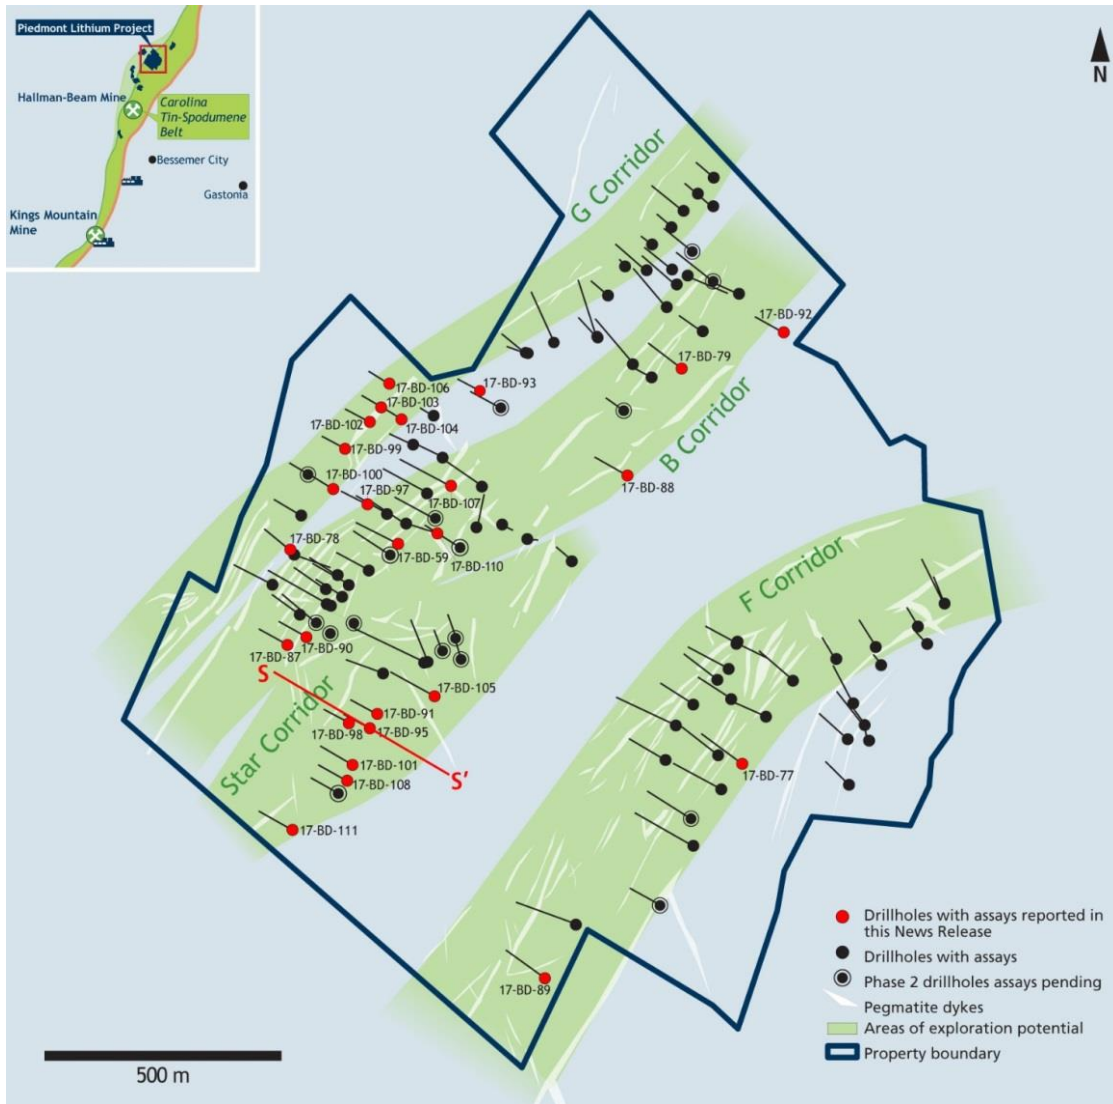 Piedmont Lithium Project
Hallman-Beam Mine
Carolina
Tin-Spodumene
Belt
Bessemer City
Gastonia
Kings Mountain
Mine
N
G Corridor
17-BD-92
17-BD-79
17-BD-106
17-BD-93
17-BD-103
17-BD-102
17-BD-104
B Corridor
17-BD-99
17-BD-100
17-BD-97
17-BD-88
17-BD-107
17-BD-78
17-BD-59
17-BD-110
F Corridor
17-BD-90
17-BD-87
S
17-BD-105
Star Corridor
17-BD-91
17-BD-98
17-BD-95
17-BD-101
S'
17-BD-77
17-BD-108
17-BD-111
17-BD-89
Drillholes with assays reported in
this News Release
Drillholes with assays
Phase 2 drillholes assays pending
Pegmatite dykes
Areas of exploration potential
Property boundary
500 m